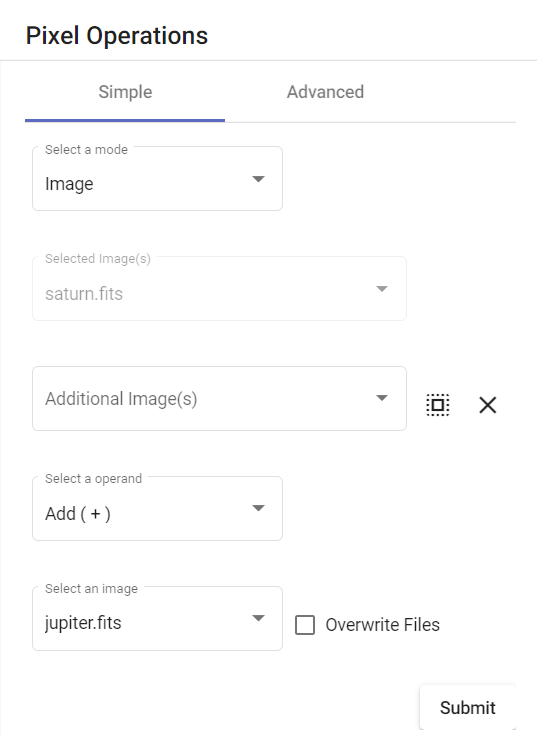 Pixel Operations
Simple Advanced
Select a mode
Image
Selected Image(s)
saturn.fits
Additional Image(s)
Select a operand
Add ( + )
Select an image
jupiter.fits
Overwrite Files
Submit